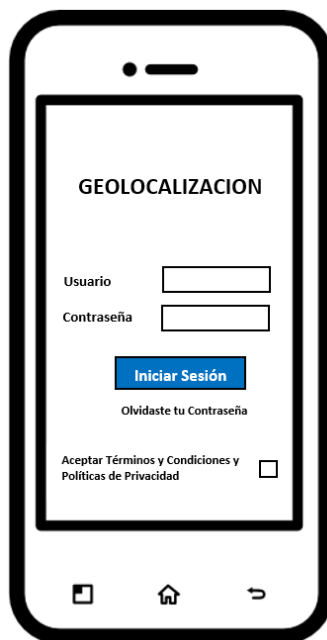 GEOLOCALIZACION
Usuario
Contraseña
Iniciar Sesión
Olvidaste tu Contraseña
Aceptar Términos y Condiciones y
Políticas de Privacidad